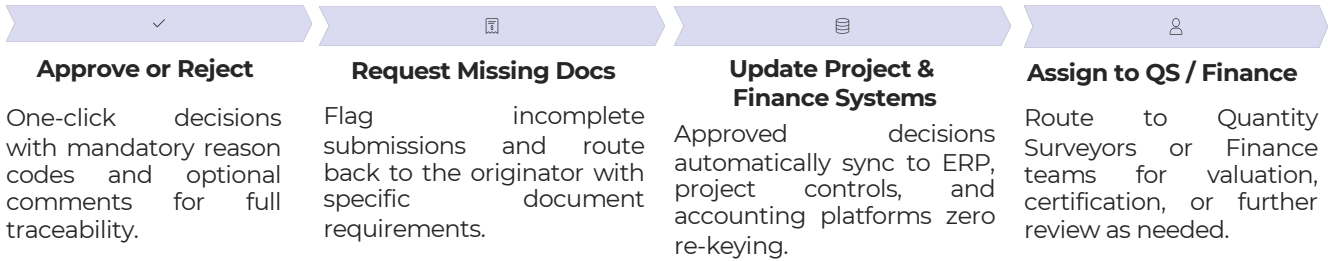 Approve or Reject
One-click decisions
with mandatory reason
codes and optional
comments for full
traceability.
Request Missing Docs
Flag incomplete
submissions and route
back to the originator with
specific document
requirements.
Update Project &
Finance Systems
Approved decisions
automatically sync to ERP,
project controls, and
accounting platforms zero
re-keying.
Assign to QS / Finance
Route to Quantity
Surveyors or Finance
teams for valuation,
certification, or further
review as needed.